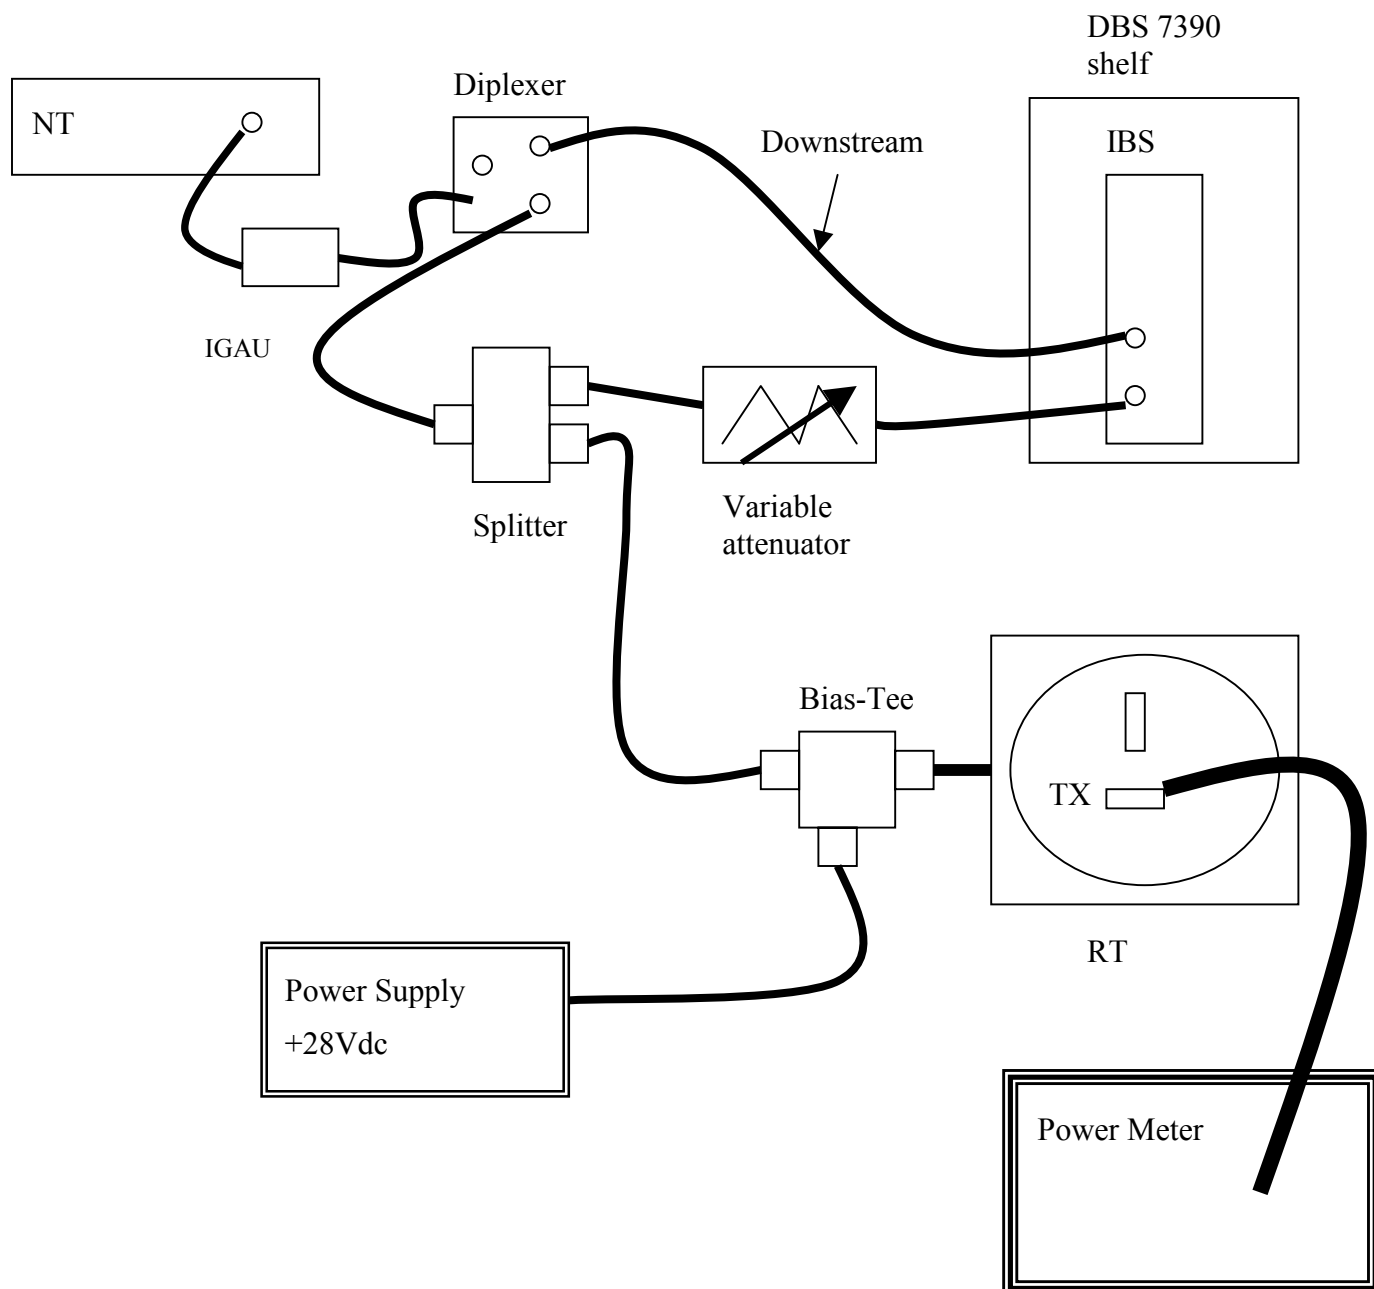 DBS 7390
shelf
Diplexer
NT
Downstream
IBS
IGAU
Splitter
Variable
attenuator
Bias-Tee
TX
RT
Power Supply
+28Vdc
Power Meter